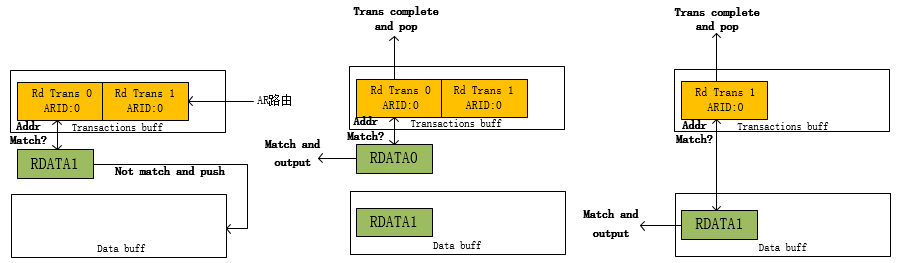 Rd Trans 0
ARID:0
Rd Trans 1
ARID:0
AR路由
Addr
Match?
Transactions buff
RDATA1
Not match and push
Data buff
Trans complete
and pop
Rd Trans 0
ARID:0
Rd Trans 1
ARID:0
Addr
Match?
Transactions buff
Match and
output
RDATA0
RDATA1
Data buff
Trans complete
and pop
Rd Trans 1
ARID:0
Addr
Match?
Transactions buff
Match and
output
RDATA1
Data buff